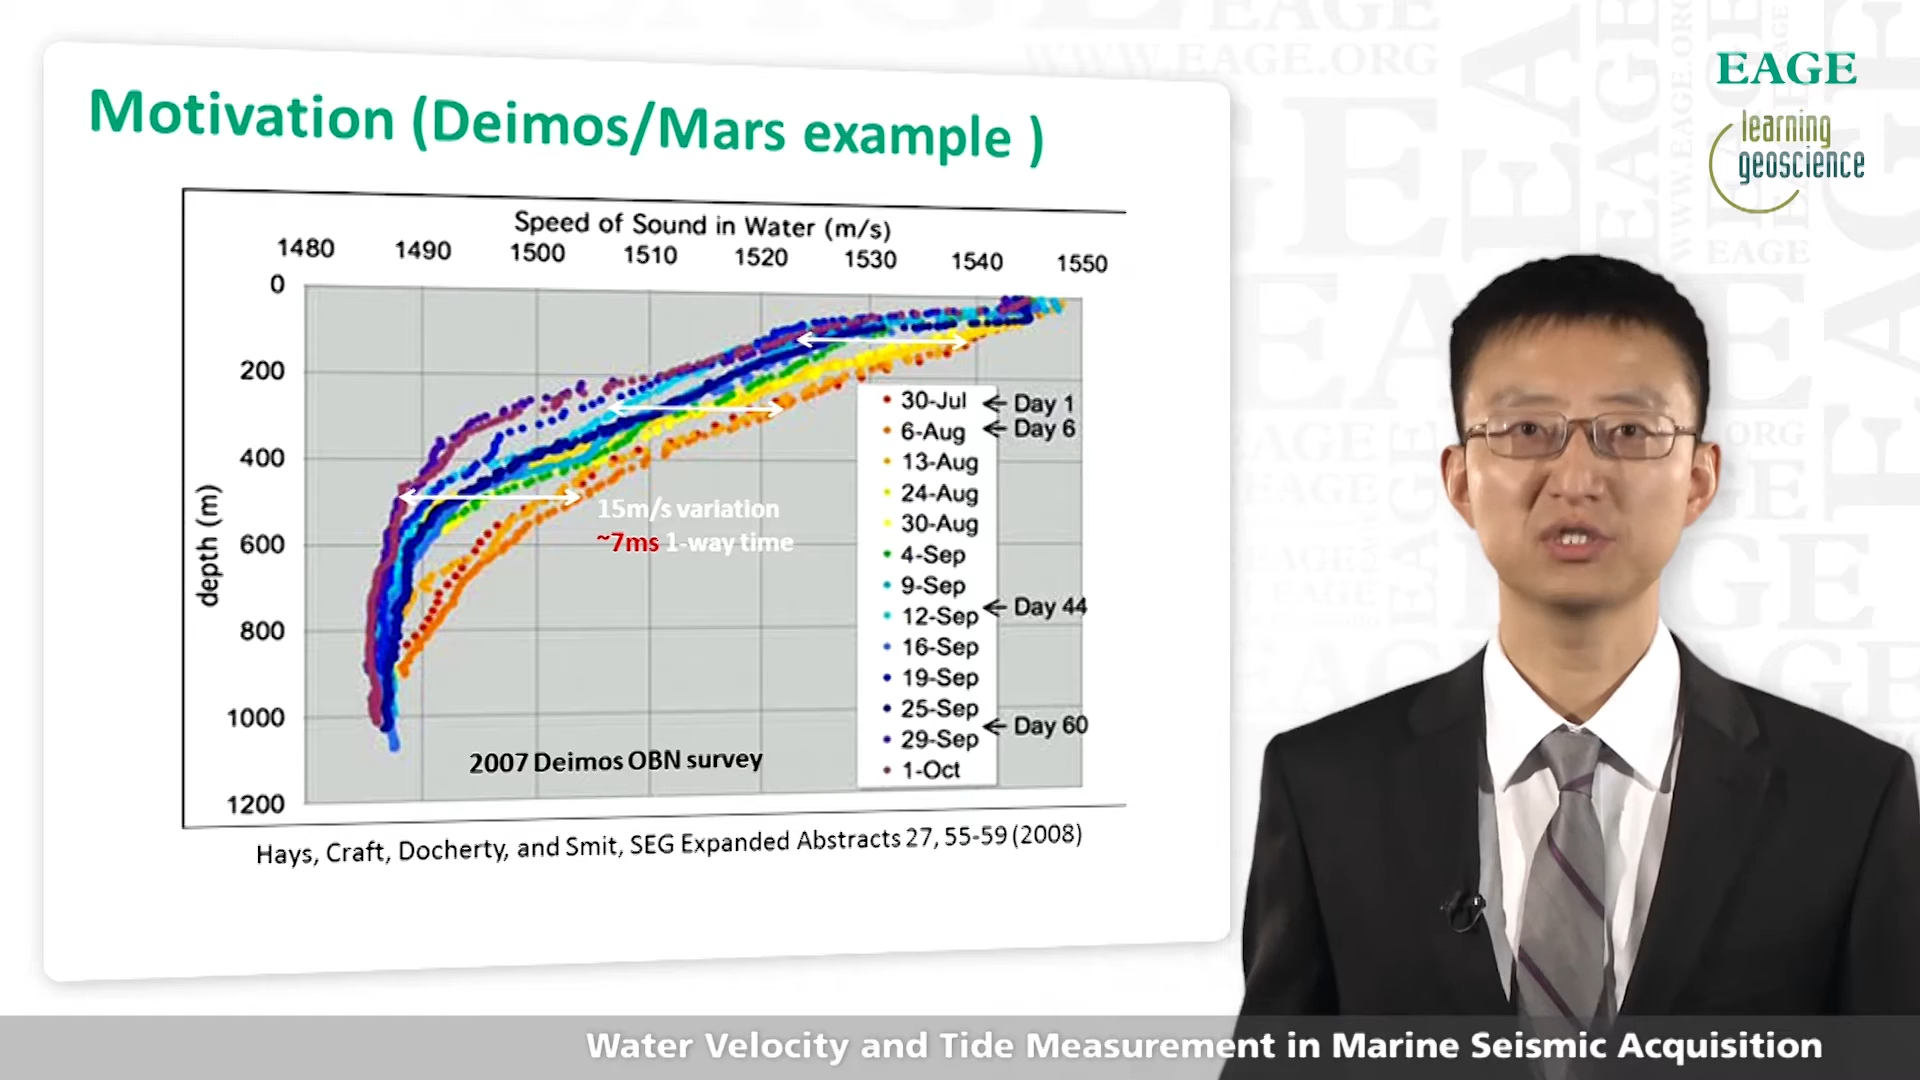 Motivation (Deimos/Mars example )
Speed of Sound in Water (m/s)
1480 1490 1500 1510 1520 1530 1540 1550
0
200
400
600
800
1000
1200
depth (m)
15m/s variation
~7ms 1-way time
30-Jul
6-Aug
13-Aug
24-Aug
30-Aug
4-Sep
9-Sep
12-Sep
16-Sep
19-Sep
25-Sep
29-Sep
1-Oct
Day 1
Day 6
Day 44
Day 60
2007 Deimos OBN survey
Hays, Craft, Docherty, and Smit, SEG Expanded Abstracts 27, 55-59 (2008)
EAGE
learning
geoscience
WWW.EAGE.ORG
EAGE
Water Velocity and Tide Measurement in Marine Seismic Acquisition